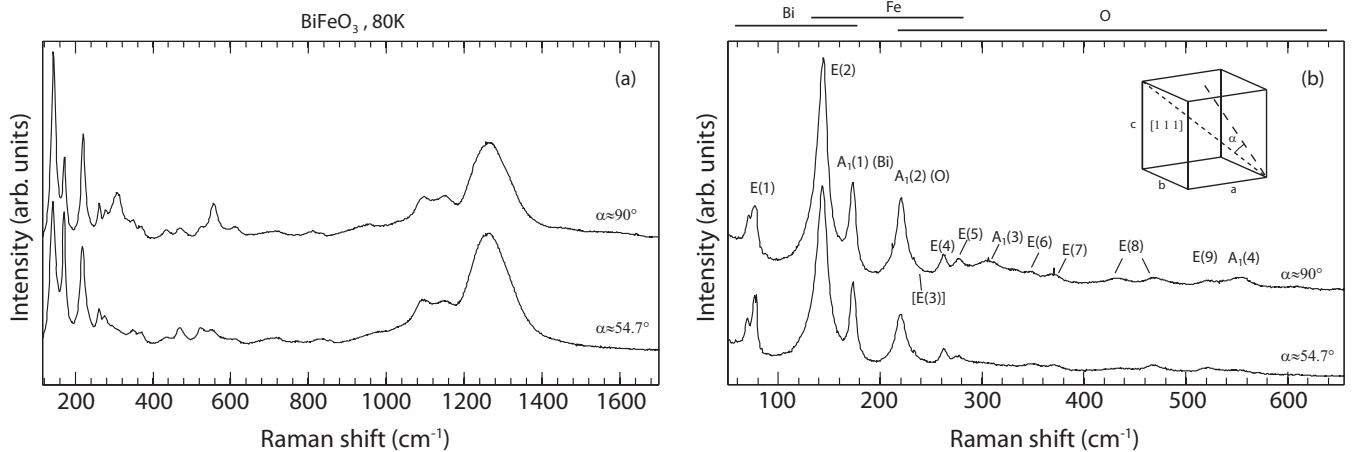 BiFeO3 , 80K
(a)
Intensity (arb. units)
α≈90°
α≈54.7°
200 400 600 800 1000 1200 1400 1600
Raman shift (cm-1)
Bi Fe O
(b)
Intensity (arb. units)
E(1)
E(2)
A1(1) (Bi)
A1(2) (O)
[E(3)]
E(4)
E(5)
A1(3)
E(6)
E(7)
E(8)
E(9)
A1(4)
c
[1 1 1]
α
b
a
α≈90°
α≈54.7°
100 200 300 400 500 600
Raman shift (cm-1)